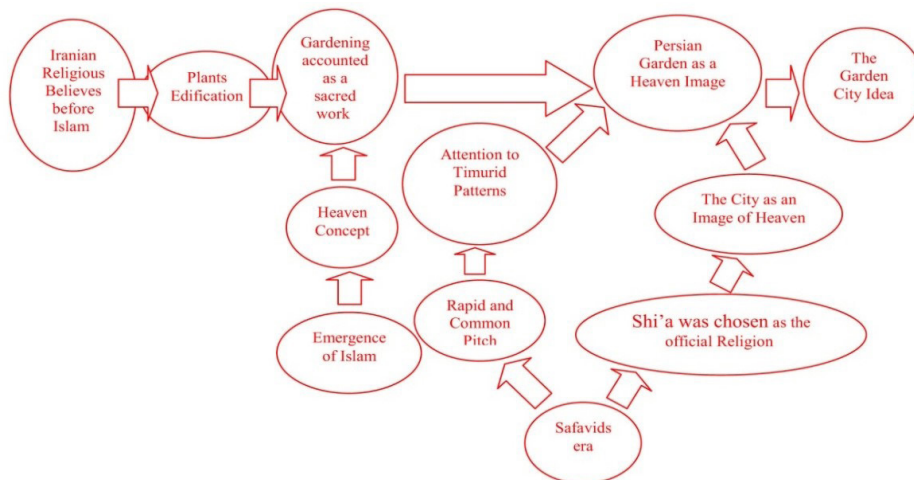 Iranian
Religious
Believes
before
Islam
Plants
Edification
Gardening
accounted
as a
sacred
work
Persian
Garden as a
Heaven Image
The
Garden
City Idea
Attention to
Timurid
Patterns
The City as an
Image of Heaven
Heaven
Concept
Rapid and
Common
Pitch
Shi'a was chosen as the
official Religion
Emergence
of Islam
Safavids
era